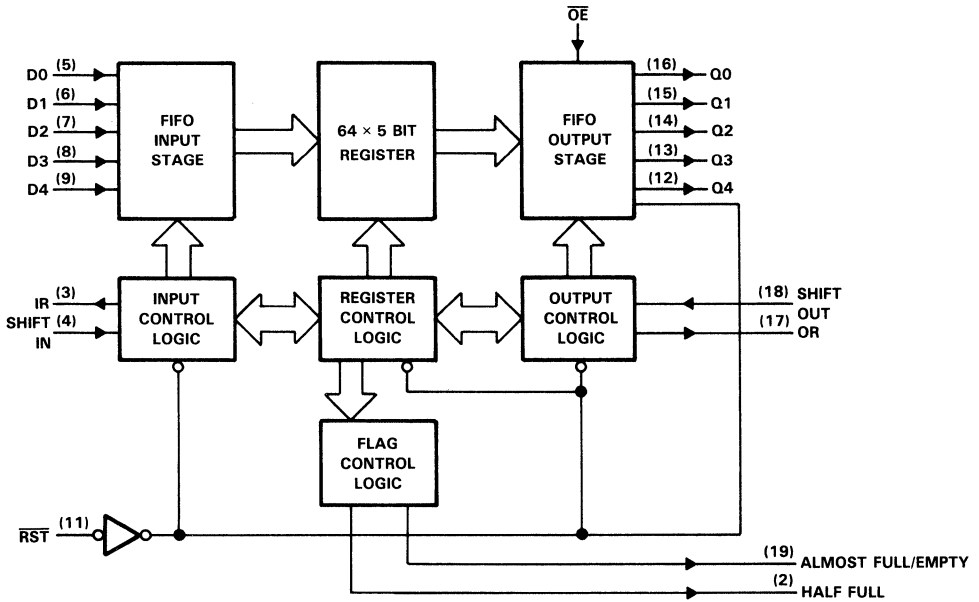 OE
D0 (5)
D1 (6)
D2 (7)
D3 (8)
D4 (9)
FIFO
INPUT
STAGE
64 × 5 BIT
REGISTER
FIFO
OUTPUT
STAGE
(16) Q0
(15) Q1
(14) Q2
(13) Q3
(12) Q4
IR (3)
SHIFT (4)
IN
INPUT
CONTROL
LOGIC
REGISTER
CONTROL
LOGIC
OUTPUT
CONTROL
LOGIC
(18) SHIFT
OUT
(17) OR
FLAG
CONTROL
LOGIC
RST (11)
(19) ALMOST FULL/EMPTY
(2) HALF FULL